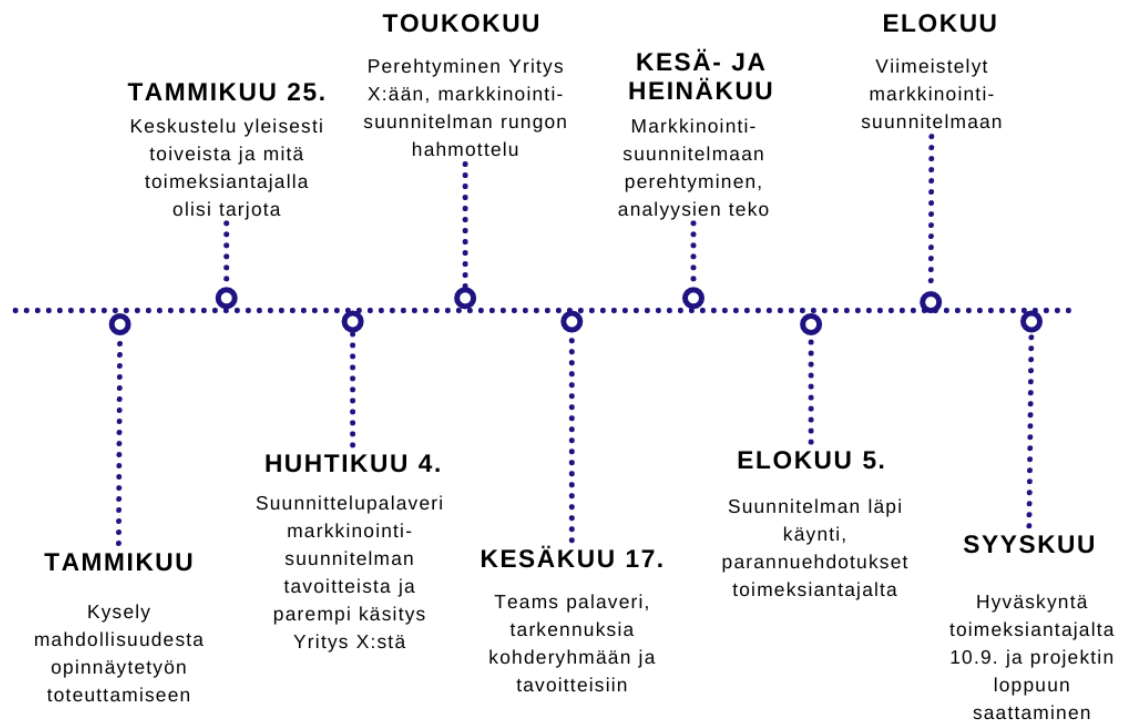 TAMMIKUU
Kysely
mahdollisuudesta
opinnäytetyön
toteuttamiseen
TAMMIKUU 25.
Keskustelu yleisesti
toiveista ja mitä
toimeksiantajalla
olisi tarjota
HUHTIKUU 4.
Suunnittelupalaveri
markkinointi-
suunnitelman
tavoitteista ja
parempi käsitys
Yritys X:stä
TOUKOKUU
Perehtyminen Yritys
X:ään, markkinointi-
suunnitelman rungon
hahmottelu
KESÄKUU 17.
Teams palaveri,
tarkennuksia
kohderyhmään ja
tavoitteisiin
KESÄ- JA
HEINÄKUU
Markkinointi-
suunnitelmaan
perehtyminen,
analyysien teko
ELOKUU 5.
Suunnitelman läpi
käynti,
parannuehdotukset
toimeksiantajalta
ELOKUU
Viimeistelyt
markkinointi-
suunnitelmaan
SYYSKUU
Hyväskyntä
toimeksiantajalta
10.9. ja projektin
loppuun
saattaminen